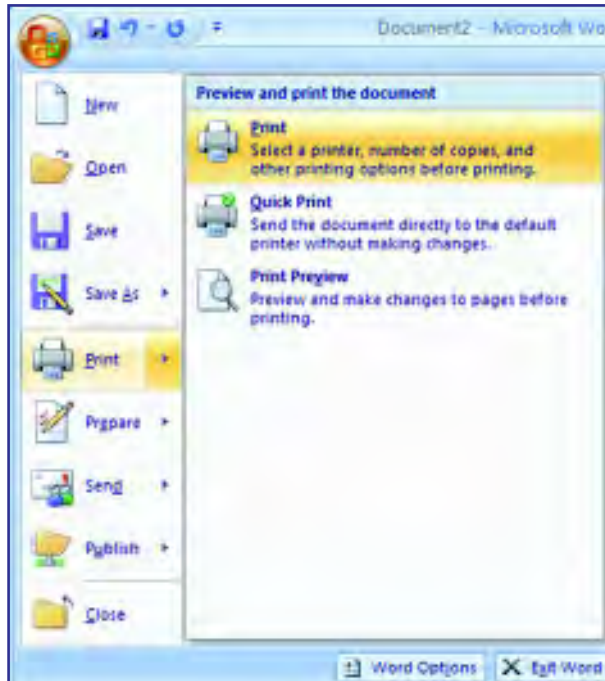 Document2 - Microsoft Wo
New
Open
Save
Save As
Print
Prepare
Send
Publish
Close
Preview and print the document
Print
Select a printer, number of copies, and
other printing options before printing.
Quick Print
Send the document directly to the default
printer without making changes.
Print Preview
Preview and make changes to pages before
printing.
Word Options
Exit Word